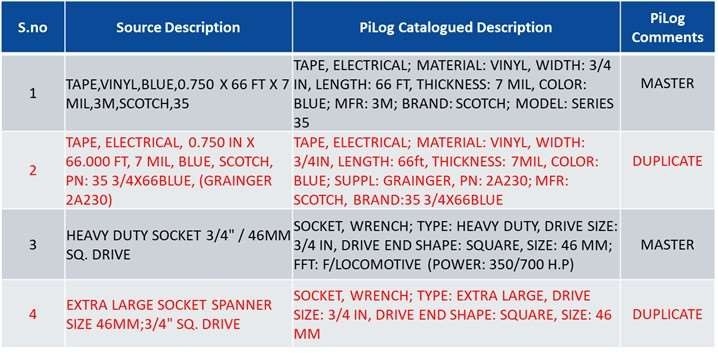 S.no
Source Description
PiLog Catalogued Description
PiLog
Comments
1
TAPE,VINYL,BLUE,0.750 X 66 FT X 7
MIL,3M,SCOTCH,35
TAPE, ELECTRICAL; MATERIAL: VINYL, WIDTH: 3/4
IN, LENGTH: 66 FT, THICKNESS: 7 MIL, COLOR:
BLUE; MFR: 3M; BRAND: SCOTCH; MODEL: SERIES
35
MASTER
2
TAPE, ELECTRICAL, 0.750 IN X
66.000 FT, 7 MIL, BLUE, SCOTCH,
PN: 35 3/4X66BLUE, (GRAINGER
2A230)
TAPE, ELECTRICAL; MATERIAL: VINYL, WIDTH:
3/4IN, LENGTH: 66ft, THICKNESS: 7MIL, COLOR:
BLUE; SUPPL: GRAINGER, PN: 2A230; MFR:
SCOTCH, BRAND:35 3/4X66BLUE
DUPLICATE
3
HEAVY DUTY SOCKET 3/4" / 46MM
SQ. DRIVE
SOCKET, WRENCH; TYPE: HEAVY DUTY, DRIVE SIZE:
3/4 IN, DRIVE END SHAPE: SQUARE, SIZE: 46 MM;
FFT: F/LOCOMOTIVE (POWER: 350/700 H.P)
MASTER
4
EXTRA LARGE SOCKET SPANNER
SIZE 46MM;3/4" SQ. DRIVE
SOCKET, WRENCH; TYPE: EXTRA LARGE, DRIVE
SIZE: 3/4 IN, DRIVE END SHAPE: SQUARE, SIZE: 46
MM
DUPLICATE